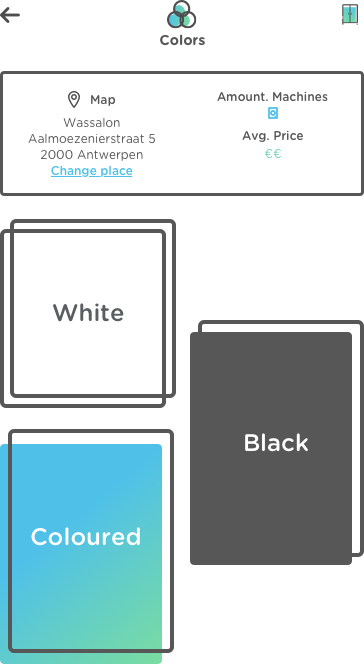 Colors
Map
Wassalon
Aalmoezenierstraat 5
2000 Antwerpen
Change place
Amount. Machines
Avg. Price
€€
White
Black
Coloured